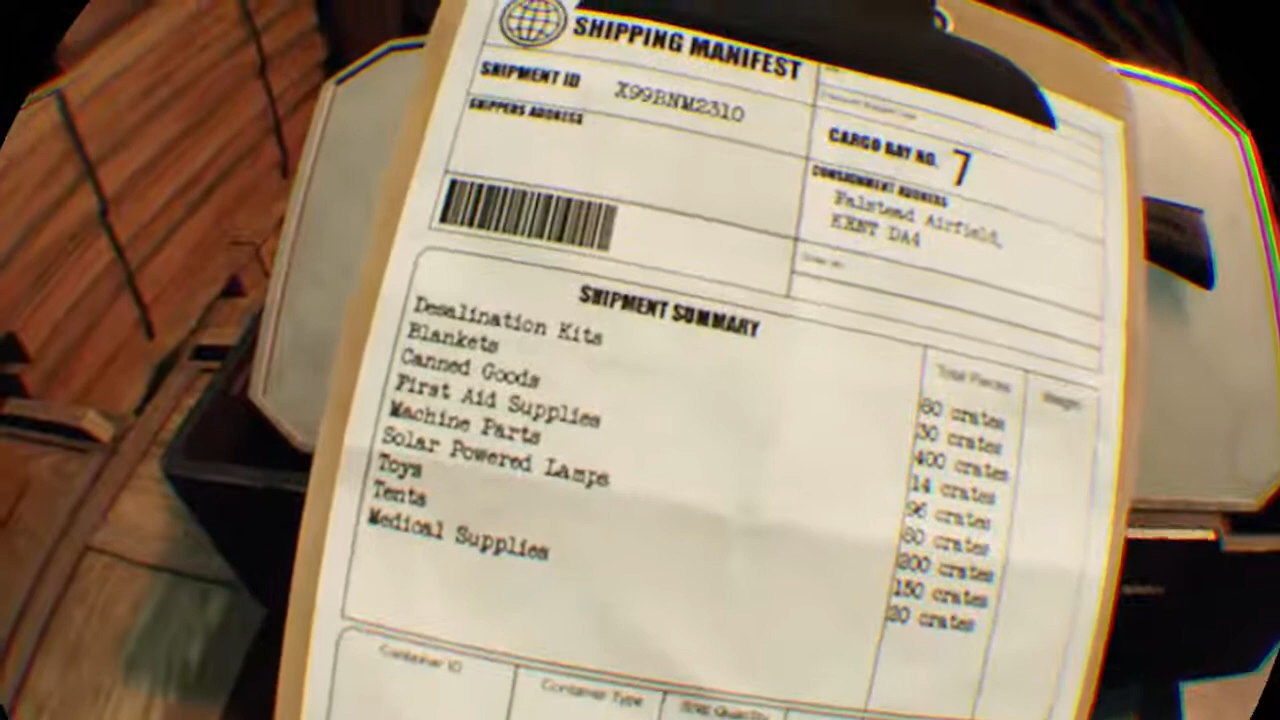 SHIPPING MANIFEST
SHIPMENT ID X99BNM2310
SHIPPERS ADDRESS
CARGO BAY NO. 7
CONSIGNMENT ADDRESS
Falstead Airfield,
KENT DA4
SHIPMENT SUMMARY
Total Pieces
Desalination Kits 80 crates
Blankets 30 crates
Canned Goods 400 crates
First Aid Supplies 14 crates
Machine Parts 96 crates
Solar Powered Lamps 80 crates
Toys 200 crates
Tents 150 crates
Medical Supplies 20 crates
Container ID
Container Type